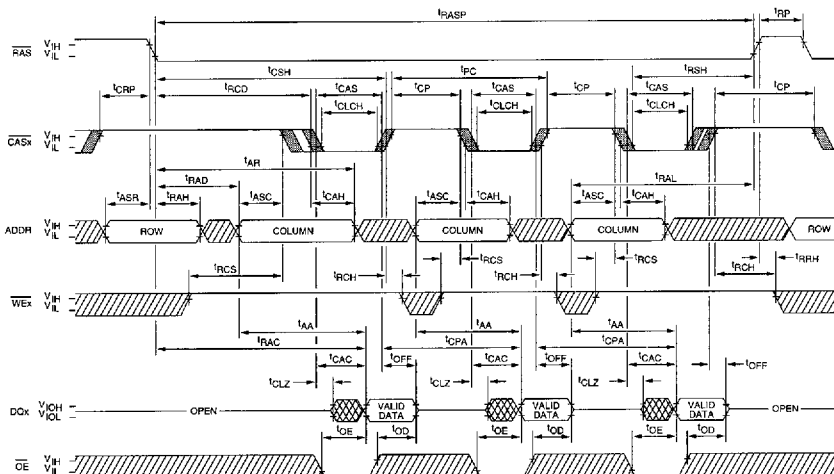 tRASP tRP
RAS VIH
VIL
tCSH tPC tRSH
tCRP tRCD tCAS tCP tCAS tCP tCAS tCP
tCLCH tCLCH tCLCH
CASx VIH
VIL
tAR
tRAD tRAL
tASR tRAH tASC tCAH tASC tCAH tASC tCAH
ADDR VIH
VIL
ROW COLUMN COLUMN COLUMN ROW
tRCS tRCH tRCS tRCH tRCS tRCH tRRH
WEx VIH
VIL
tAA tAA tAA
tRAC tCPA tCPA
tCAC tOFF tCAC tOFF tCAC tOFF
tCLZ tCLZ tCLZ
DQx VIOH
VIOL
OPEN VALID DATA VALID DATA VALID DATA OPEN
tOE tOD tOE tOD tOE tOD
OE VIH